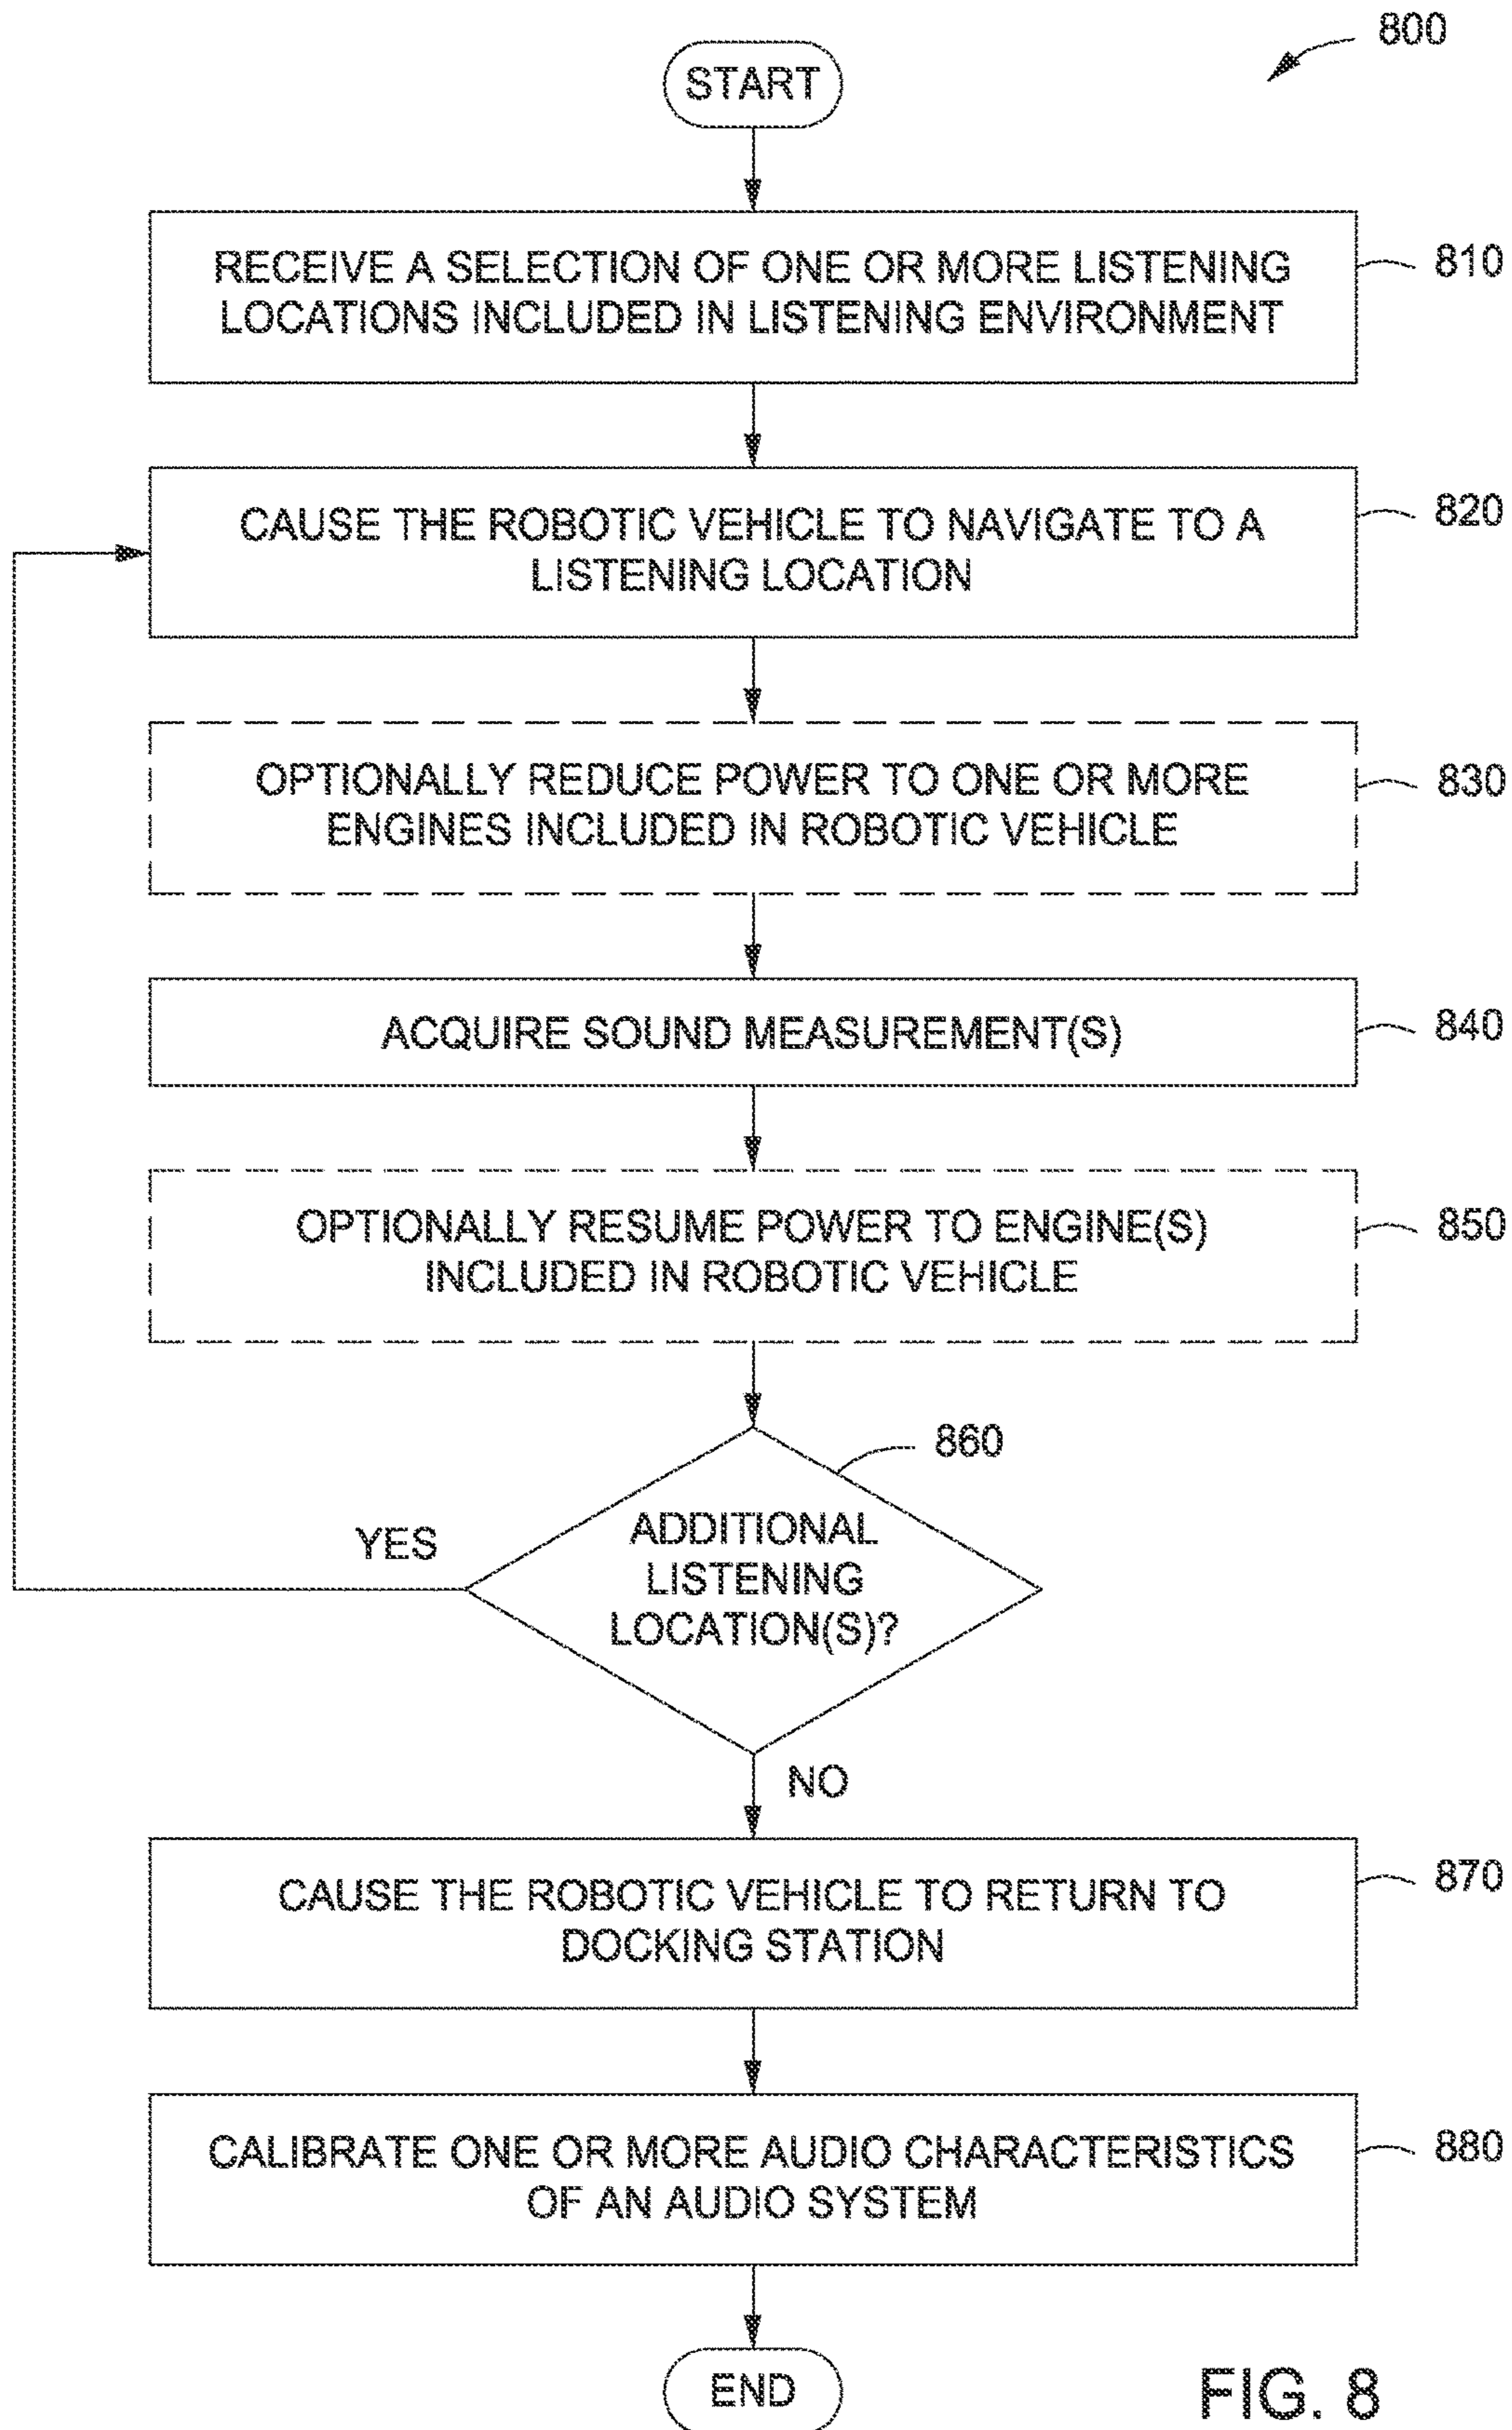 800
START
RECEIVE A SELECTION OF ONE OR MORE LISTENING
LOCATIONS INCLUDED IN LISTENING ENVIRONMENT
810
CAUSE THE ROBOTIC VEHICLE TO NAVIGATE TO A
LISTENING LOCATION
820
OPTIONALLY REDUCE POWER TO ONE OR MORE
ENGINES INCLUDED IN ROBOTIC VEHICLE
830
ACQUIRE SOUND MEASUREMENT(S)
840
OPTIONALLY RESUME POWER TO ENGINE(S)
INCLUDED IN ROBOTIC VEHICLE
850
860
YES
ADDITIONAL
LISTENING
LOCATION(S)?
NO
CAUSE THE ROBOTIC VEHICLE TO RETURN TO
DOCKING STATION
870
CALIBRATE ONE OR MORE AUDIO CHARACTERISTICS
OF AN AUDIO SYSTEM
880
END
FIG. 8